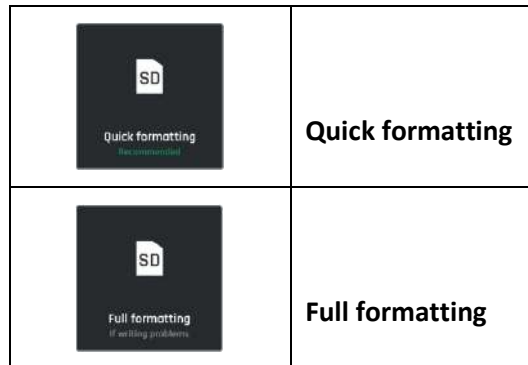 SD
Quick formatting
Recommended
Quick formatting
SD
Full formatting
If writing problems
Full formatting